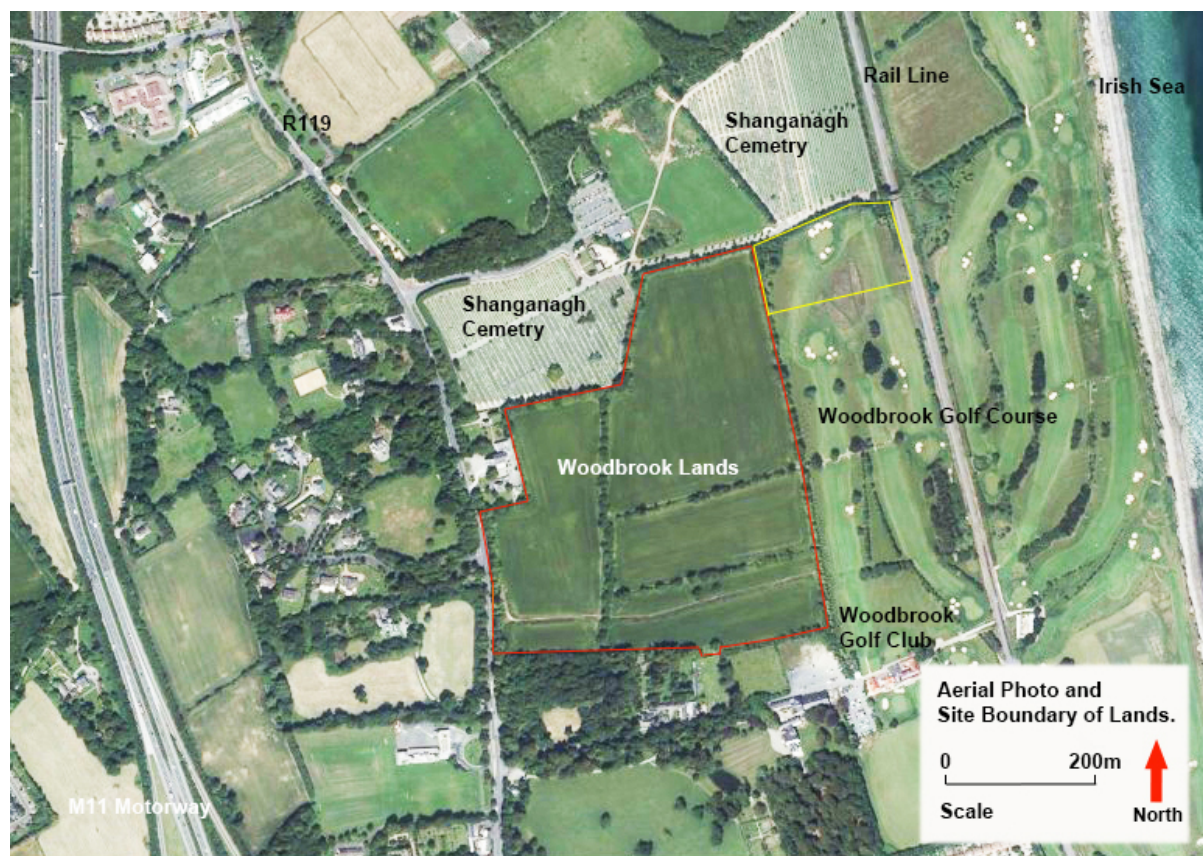 Rail Line
Irish Sea
R119
Shanganagh
Cemetry
Shanganagh
Cemetry
Woodbrook Golf Course
Woodbrook Lands
Woodbrook
Golf Club
Aerial Photo and
Site Boundary of Lands.
0 200m
Scale
North
M11 Motorway